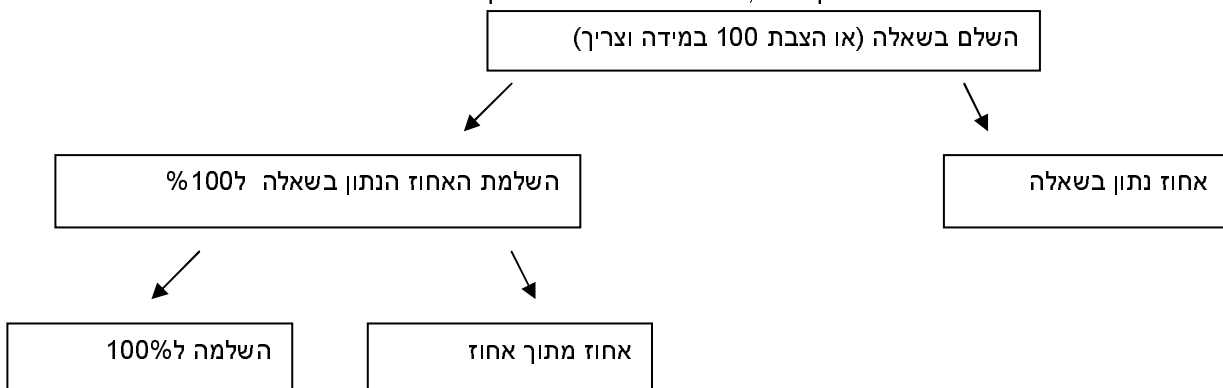 השלם בשאלה (או הצבת 100 במידה וצריך)
אחוז נתון בשאלה
השלמת האחוז הנתון בשאלה  ל100%
אחוז מתוך אחוז
השלמה ל100%